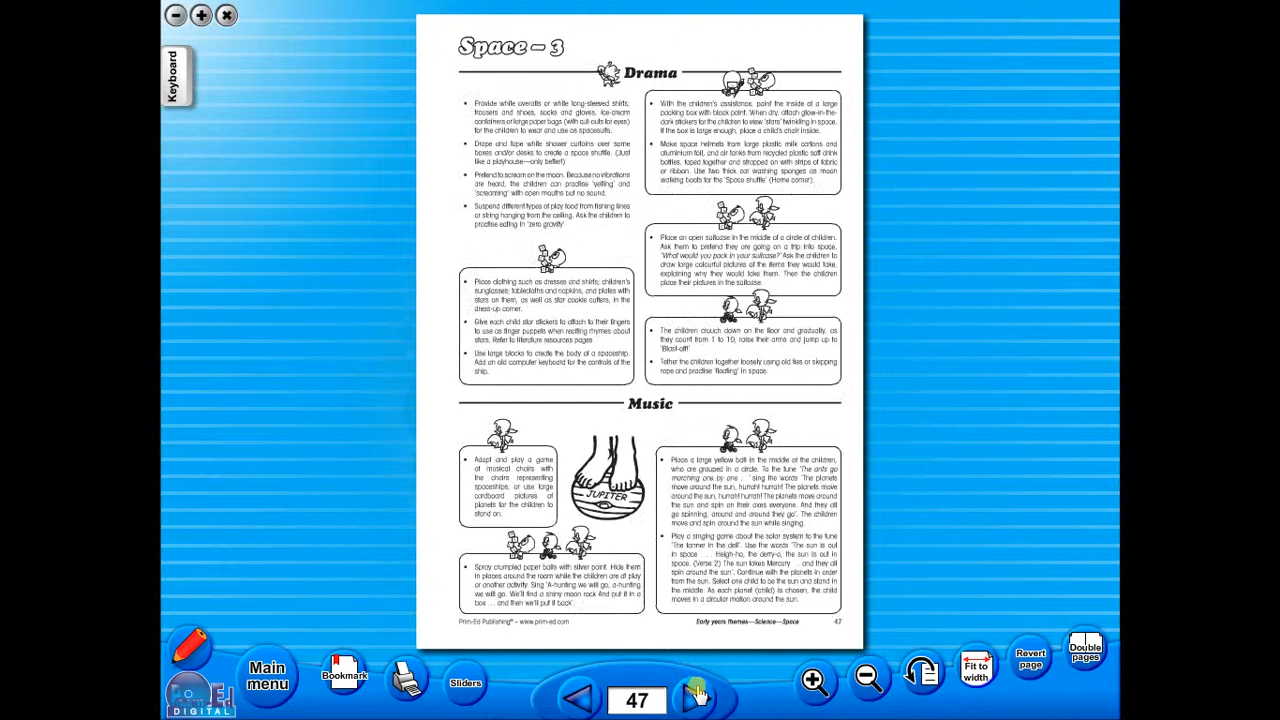 Keyboard
Space – 3
Drama
• Provide white overalls or white long-sleeved shirts,
trousers and shoes, socks and gloves, ice-cream
containers or large paper bags (with cut-outs for eyes)
for the children to wear and use as spacesuits.
• Drape and tape white shower curtains over some
boxes and/or desks to create a space shuttle. (Just
like a playhouse—only better!)
• Pretend to scream on the moon. Because no vibrations
are heard, the children can practise 'yelling' and
'screaming' with open mouths but no sound.
• Suspend different types of play food from fishing lines
or string hanging from the ceiling. Ask the children to
practise eating in 'zero gravity'
• Place clothing such as dresses and shirts; children's
sunglasses; tablecloths and napkins, and plates with
stars on them, as well as star cookie cutters, in the
dress-up corner.
• Give each child star stickers to attach to their fingers
to use as finger puppets when reciting rhymes about
stars. Refer to literature resources pages
• Use large blocks to create the body of a spaceship.
Add an old computer keyboard for the controls of the
ship.
• With the children's assistance, paint the inside of a large
packing box with black paint. When dry, attach glow-in-the-
dark stickers for the children to view 'stars' twinkling in space.
If the box is large enough, place a child's chair inside.
• Make space helmets from large plastic milk cartons and
aluminium foil, and air tanks from recycled plastic soft drink
bottles, taped together and strapped on with strips of fabric
or ribbon. Use two thick car washing sponges as moon
walking boots for the 'Space shuttle' (Home corner).
• Place an open suitcase in the middle of a circle of children.
Ask them to pretend they are going on a trip into space.
'What would you pack in your suitcase?' Ask the children to
draw large colourful pictures of the items they would take,
explaining why they would take them. Then the children
place their pictures in the suitcase.
• The children crouch down on the floor and gradually, as
they count from 1 to 10, raise their arms and jump up to
'Blast-off!'
• Tether the children together loosely using old ties or skipping
rope and practise 'floating' in space.
Music
• Adapt and play a game
of musical chairs with
the chairs representing
spaceships, or use large
cardboard pictures of
planets for the children to
stand on.
JUPITER
• Spray crumpled paper balls with silver paint. Hide them
in places around the room while the children are at play
or another activity. Sing 'A-hunting we will go, a-hunting
we will go. We'll find a shiny moon rock And put it in a
box . . . and then we'll put it back'.
• Place a large yellow ball in the middle of the children,
who are grouped in a circle. To the tune 'The ants go
marching one by one . . .' sing the words 'The planets
move around the sun, hurrah! hurrah! The planets move
around the sun, hurrah! hurrah! The planets move around
the sun and spin on their axes everyone. And they all
go spinning, around and around they go'. The children
move and spin around the sun while singing.
• Play a singing game about the solar system to the tune
'The farmer in the dell'. Use the words 'The sun is out
in space . . . . Heigh-ho, the derry-o, the sun is out in
space. (Verse 2) The sun takes Mercury . . . and they all
spin around the sun'. Continue with the planets in order
from the sun. Select one child to be the sun and stand in
the middle. As each planet (child) is chosen, the child
moves in a circular motion around the sun.
Prim-Ed Publishing® – www.prim-ed.com
Early years themes—Science—Space
47
Main
menu
Bookmark
Sliders
47
Fit to
width
Revert
page
Double
pages
DIGITAL